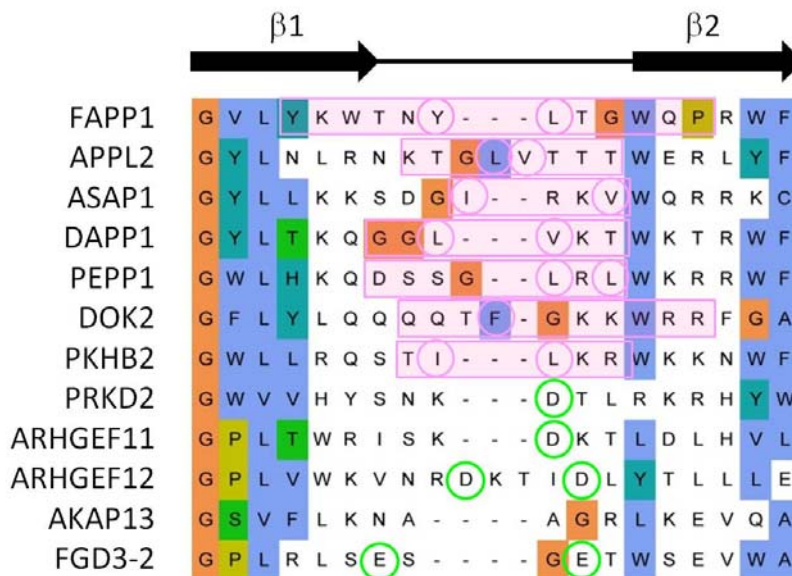 β1 β2
FAPP1 G V L Y K W T N Y - - - L T G W Q P R W F
APPL2 G Y L N L R N K T G L V T T T W E R L Y F
ASAP1 G Y L L K K S D G I - - R K V W Q R R K C
DAPP1 G Y L T K Q G G L - - - V K T W K T R W F
PEPP1 G W L H K Q D S S G - - L R L W K R R W F
DOK2 G F L Y L Q Q Q Q T F - G K K W R R F G A
PKHB2 G W L L R Q S T I - - - L K R W K K N W F
PRKD2 G W V V H Y S N K - - - D T L R K R H Y W
ARHGEF11 G P L T W R I S K - - - D K T L D L H V L
ARHGEF12 G P L V W K V N R D K T I D L Y T L L L E
AKAP13 G S V F L K N A - - - - A G R L K E V Q A
FGD3-2 G P L R L S E S - - - - G E T W S E V W A